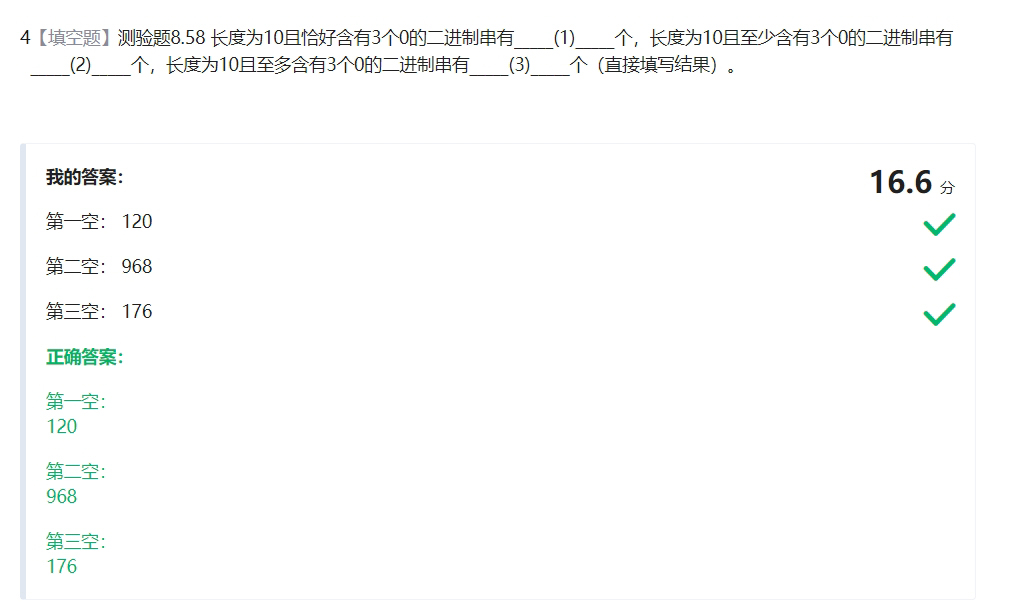 4【填空题】测验题8.58 长度为10且恰好含有3个0的二进制串有____(1)____个，长度为10且至少含有3个0的二进制串有
____(2)____个，长度为10且至多含有3个0的二进制串有____(3)____个（直接填写结果）。
我的答案:
16.6 分
第一空： 120
第二空： 968
第三空： 176
正确答案:
第一空:
120
第二空:
968
第三空:
176